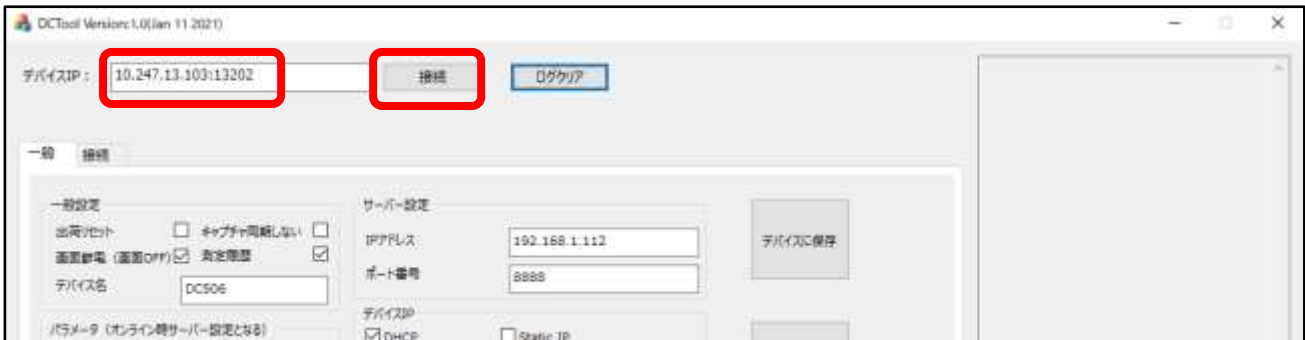 DCTool Version:1.0(Jan 11 2021)
デバイスIP： 10.247.13.103:13202 接続 ログクリア
一般 接続
一般設定
出荷リセット キャプチャ同期しない
画面節電（画面OFF) 測定履歴
デバイス名 DC506
パラメータ（オンライン時サーバー設定となる）
サーバー設定
IPアドレス 192.168.1.112
ポート番号 8888
デバイスIP
DHCP Static IP
デバイスに保存